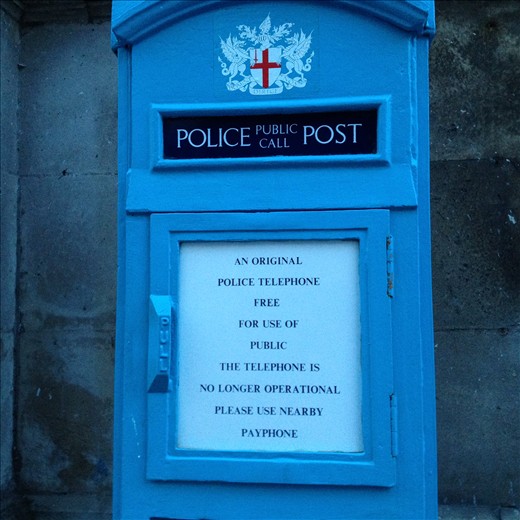 POLICE PUBLIC CALL POST
AN ORIGINAL
POLICE TELEPHONE
FREE
FOR USE OF
PUBLIC
THE TELEPHONE IS
NO LONGER OPERATIONAL
PLEASE USE NEARBY
PAYPHONE
PULL